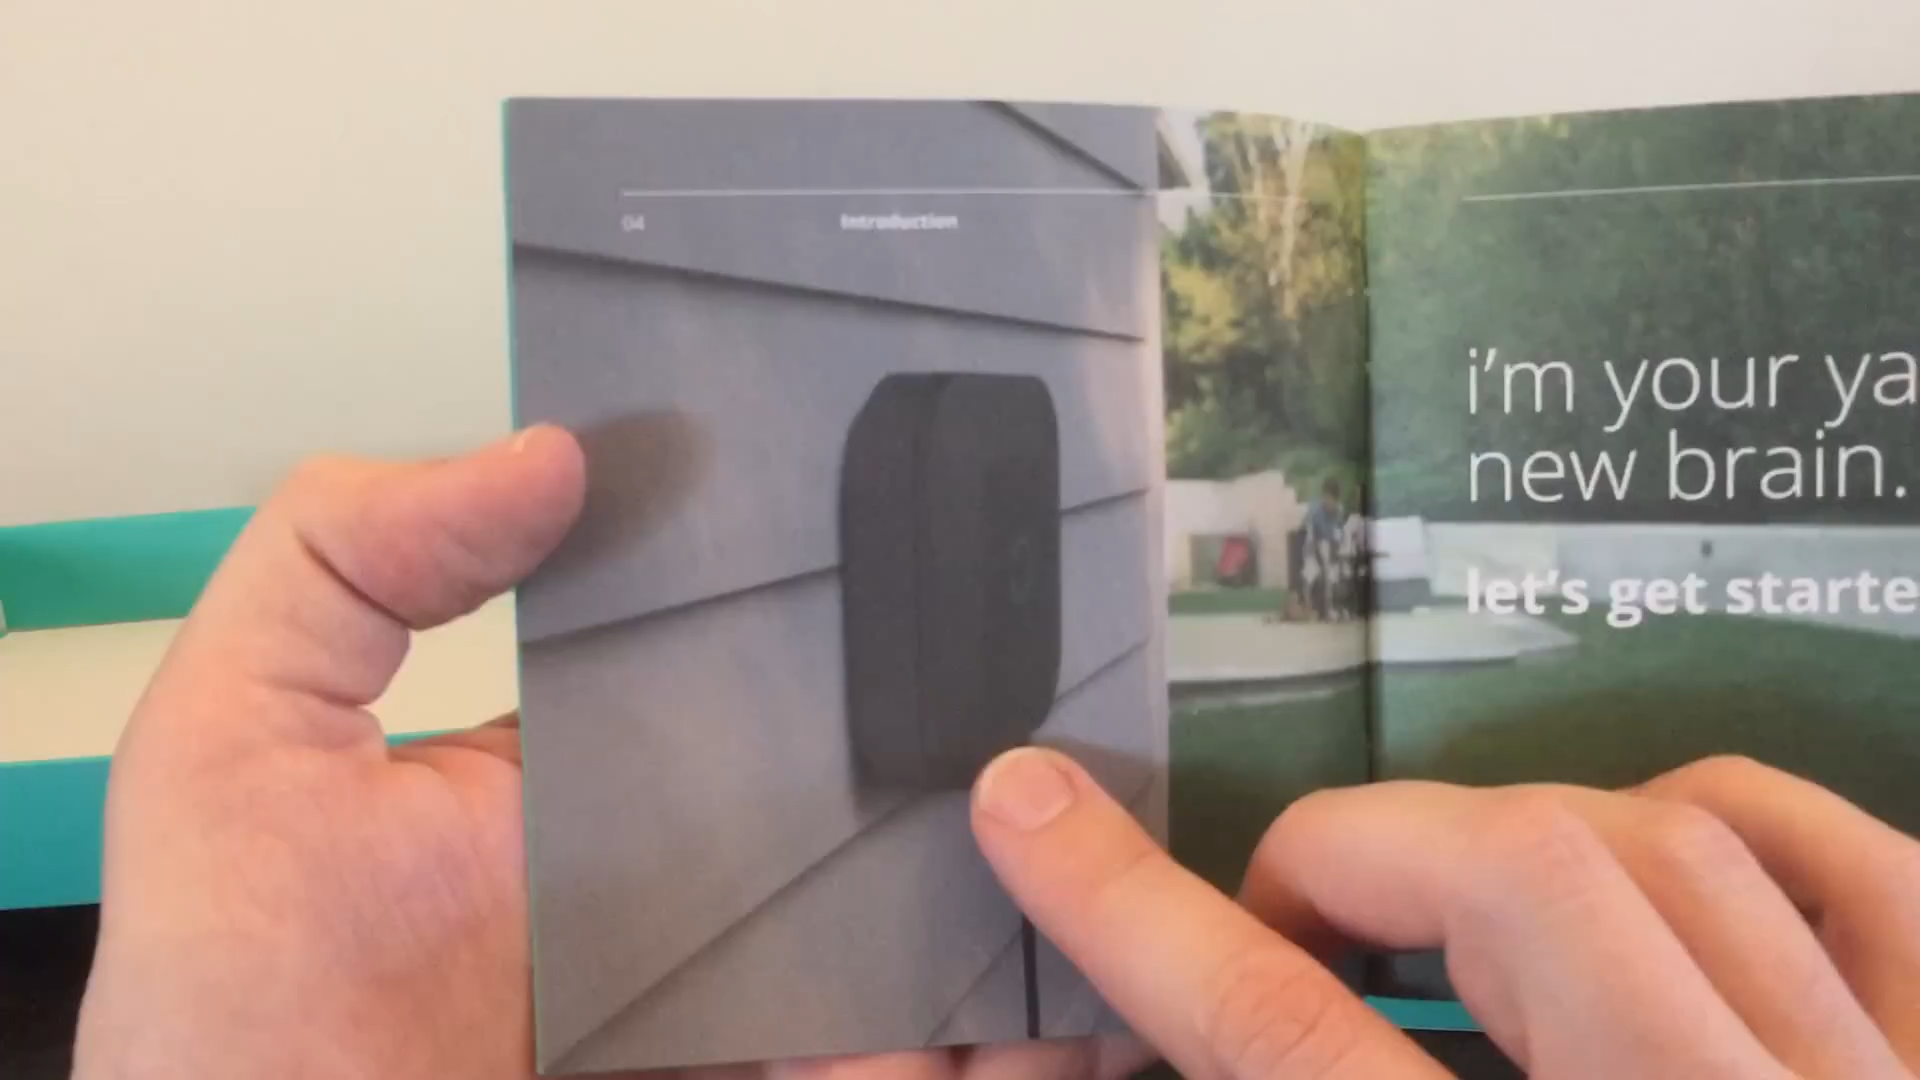 04
Introduction
i'm your ya
new brain.
let's get starte